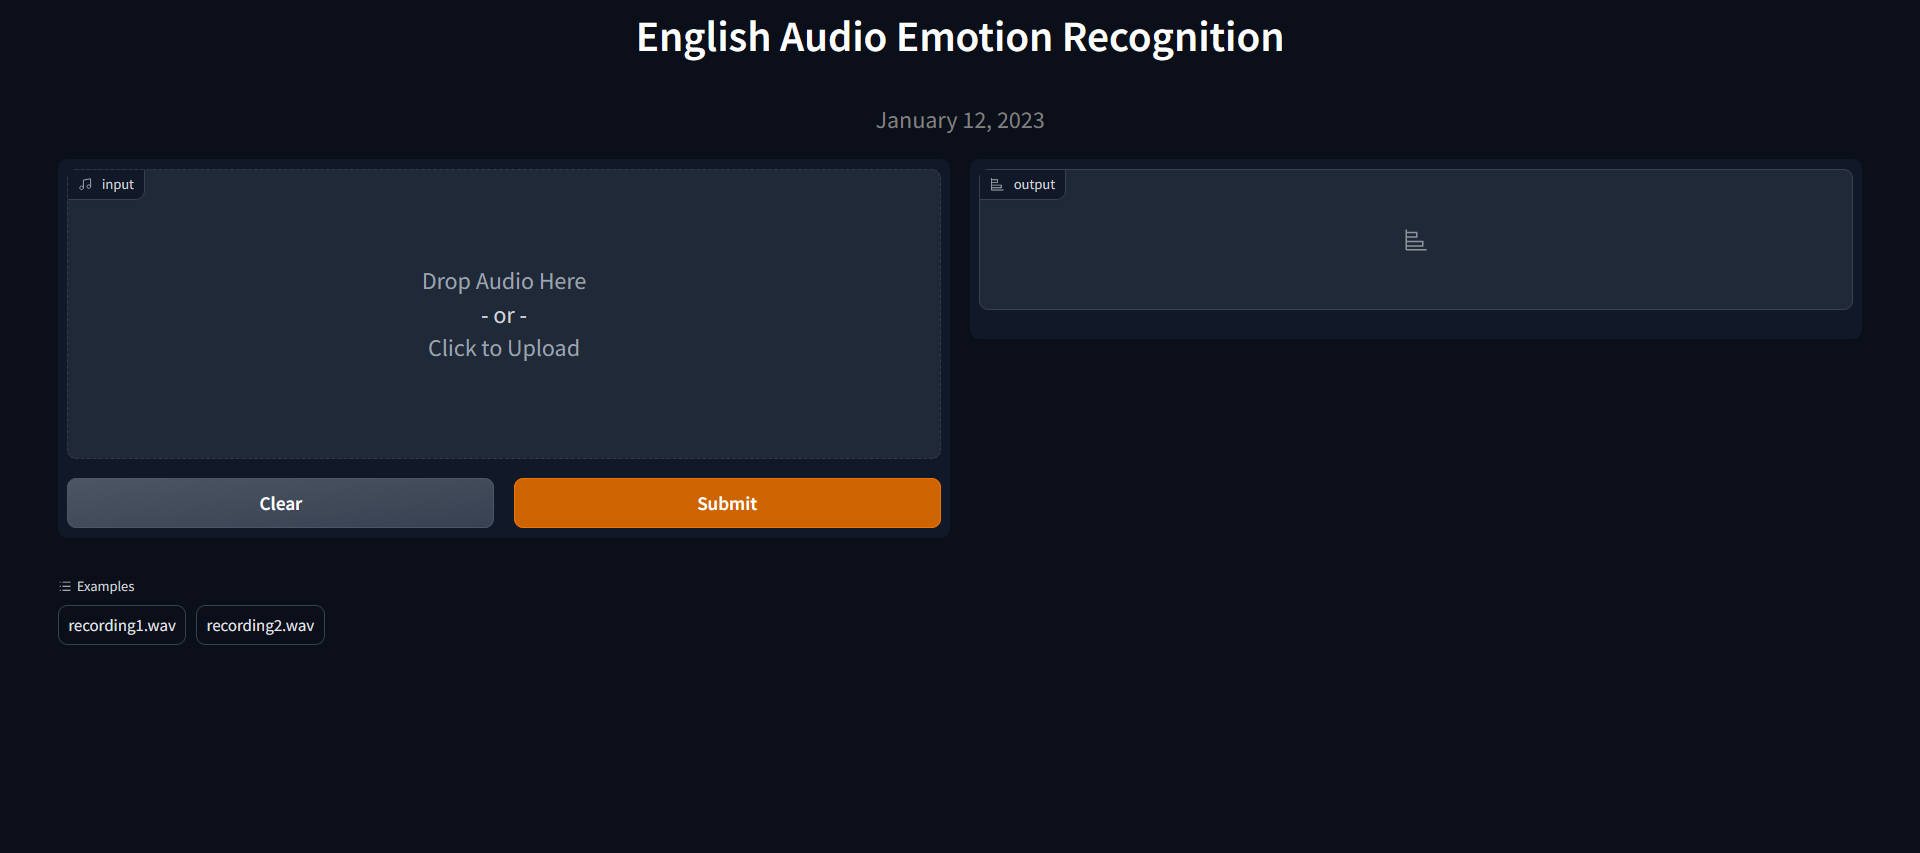 English Audio Emotion Recognition
January 12, 2023
input
Drop Audio Here
- or -
Click to Upload
Clear
Submit
output
Examples
recording1.wav
recording2.wav